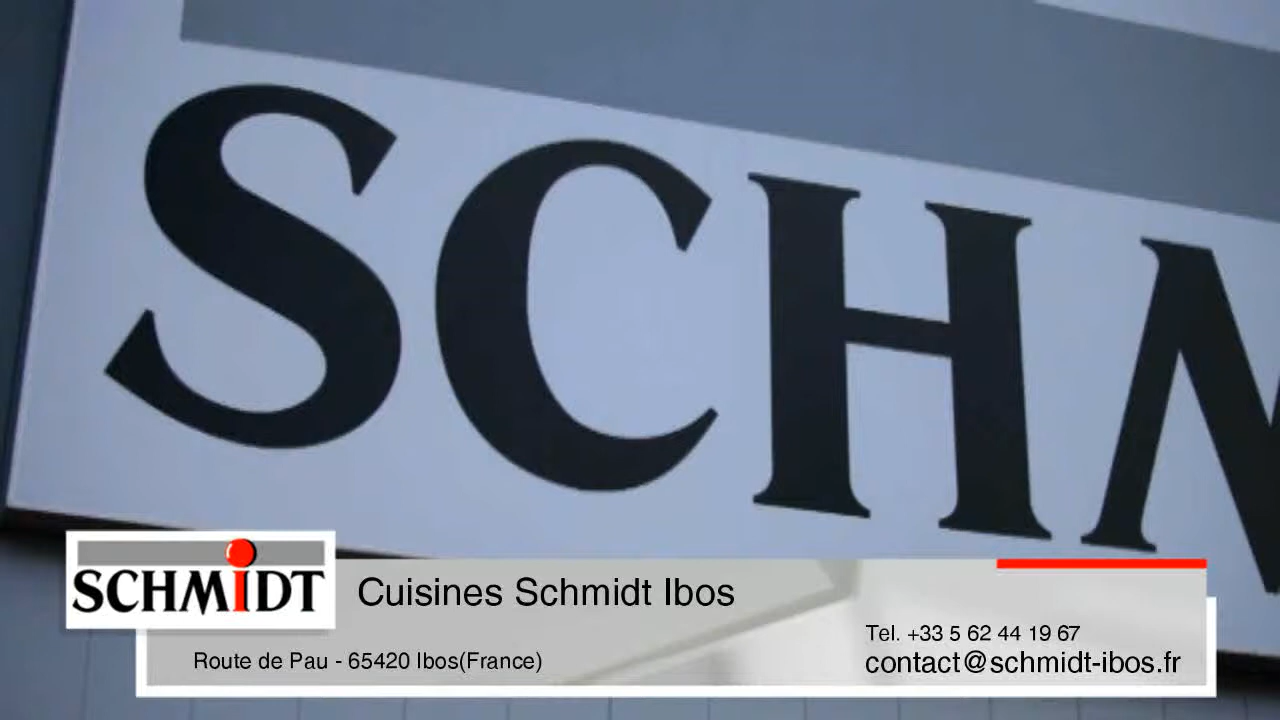 SCHM
SCHMiDT
Cuisines Schmidt Ibos
Tel. +33 5 62 44 19 67
Route de Pau - 65420 Ibos(France)
contact@schmidt-ibos.fr